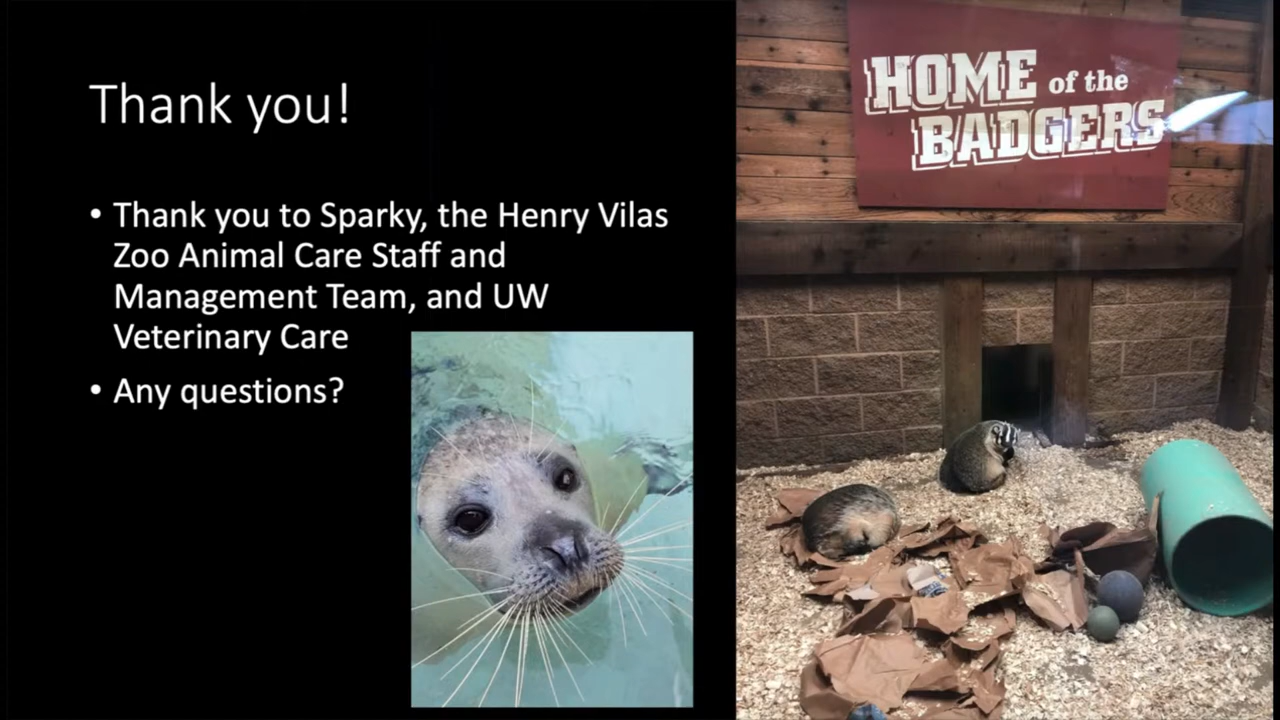 Thank you!
• Thank you to Sparky, the Henry Vilas
Zoo Animal Care Staff and
Management Team, and UW
Veterinary Care
• Any questions?
HOME of the
BADGERS